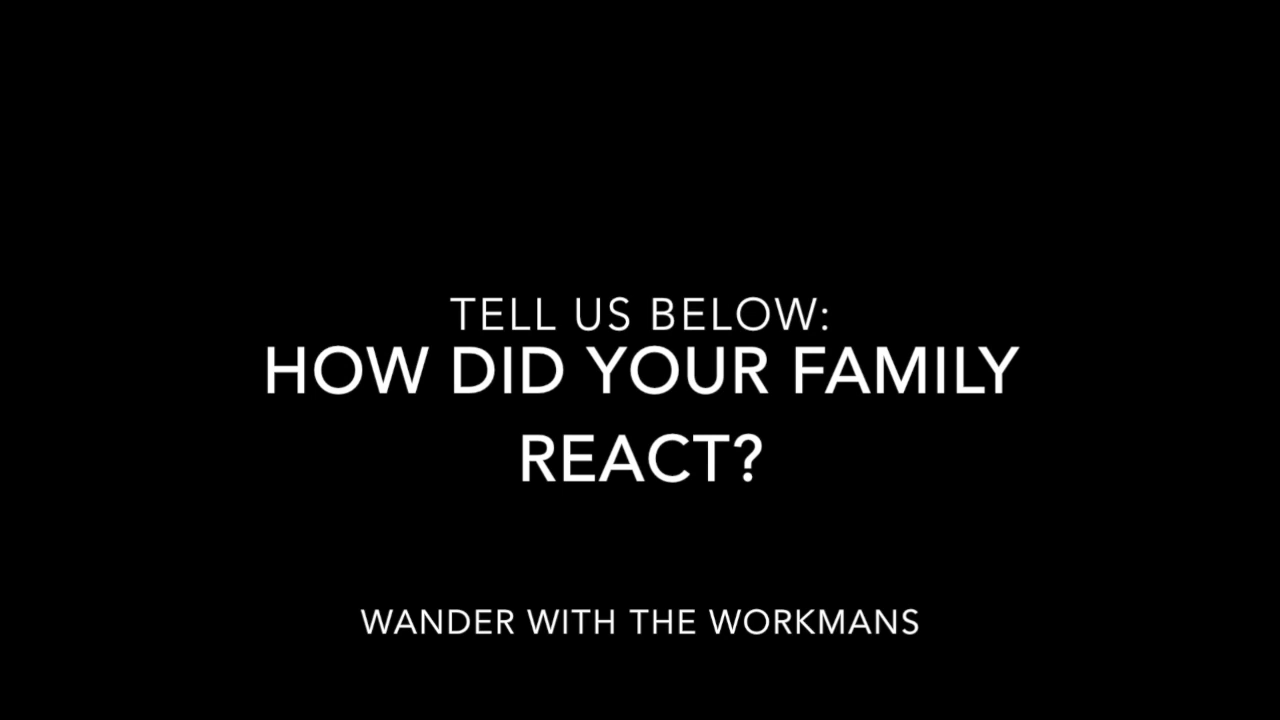 TELL US BELOW:
HOW DID YOUR FAMILY
REACT?
WANDER WITH THE WORKMANS